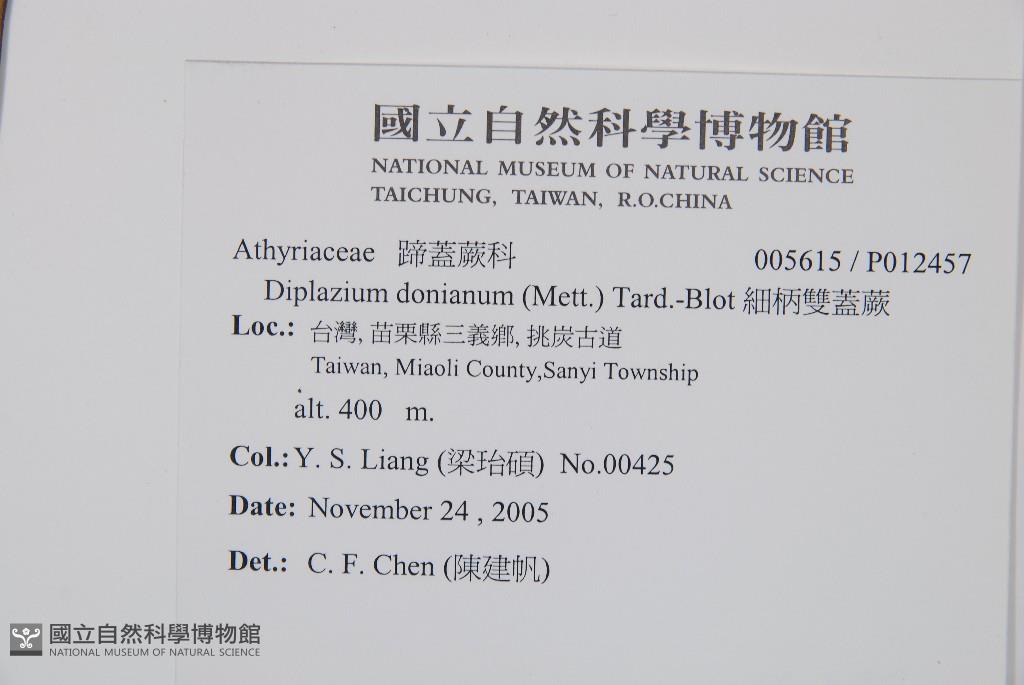 國立自然科學博物館
NATIONAL MUSEUM OF NATURAL SCIENCE
TAICHUNG, TAIWAN, R.O.CHINA
Athyriaceae 蹄蓋蕨科 005615 / P012457
Diplazium donianum (Mett.) Tard.-Blot 細柄雙蓋蕨
Loc.: 台灣, 苗栗縣三義鄉, 挑炭古道
Taiwan, Miaoli County,Sanyi Township
alt. 400 m.
Col.: Y. S. Liang (梁珆碩) No.00425
Date: November 24 , 2005
Det.: C. F. Chen (陳建帆)
國立自然科學博物館
NATIONAL MUSEUM OF NATURAL SCIENCE